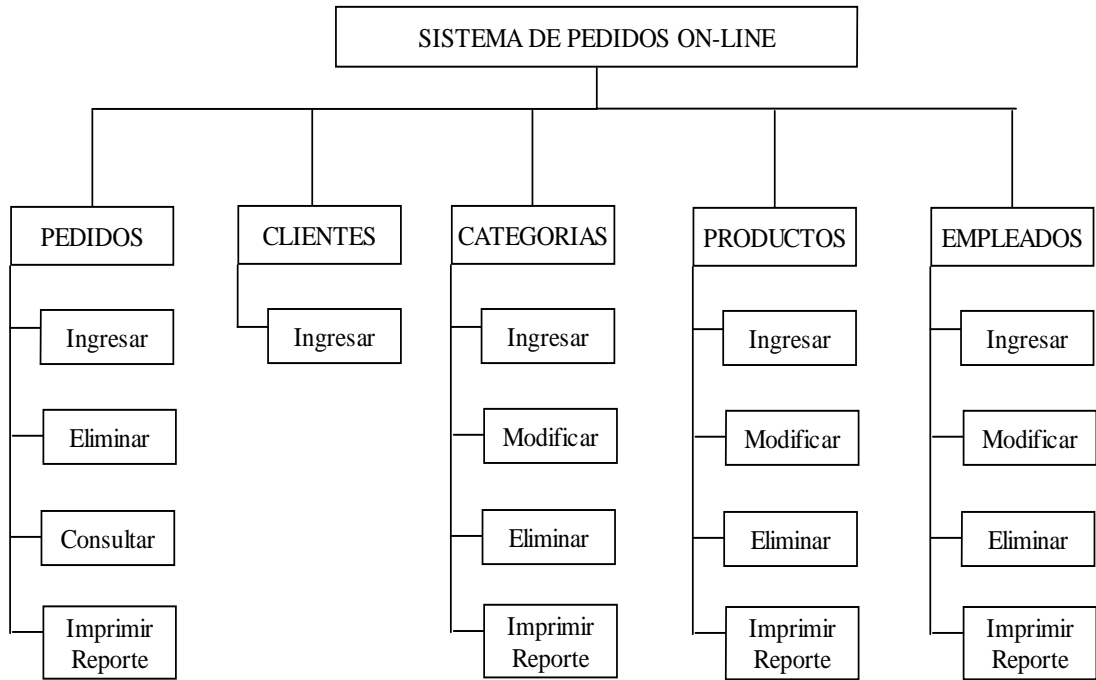 SISTEMA DE PEDIDOS ON-LINE
PEDIDOS
Ingresar
Eliminar
Consultar
Imprimir
Reporte
CLIENTES
Ingresar
CATEGORIAS
Ingresar
Modificar
Eliminar
Imprimir
Reporte
PRODUCTOS
Ingresar
Modificar
Eliminar
Imprimir
Reporte
EMPLEADOS
Ingresar
Modificar
Eliminar
Imprimir
Reporte